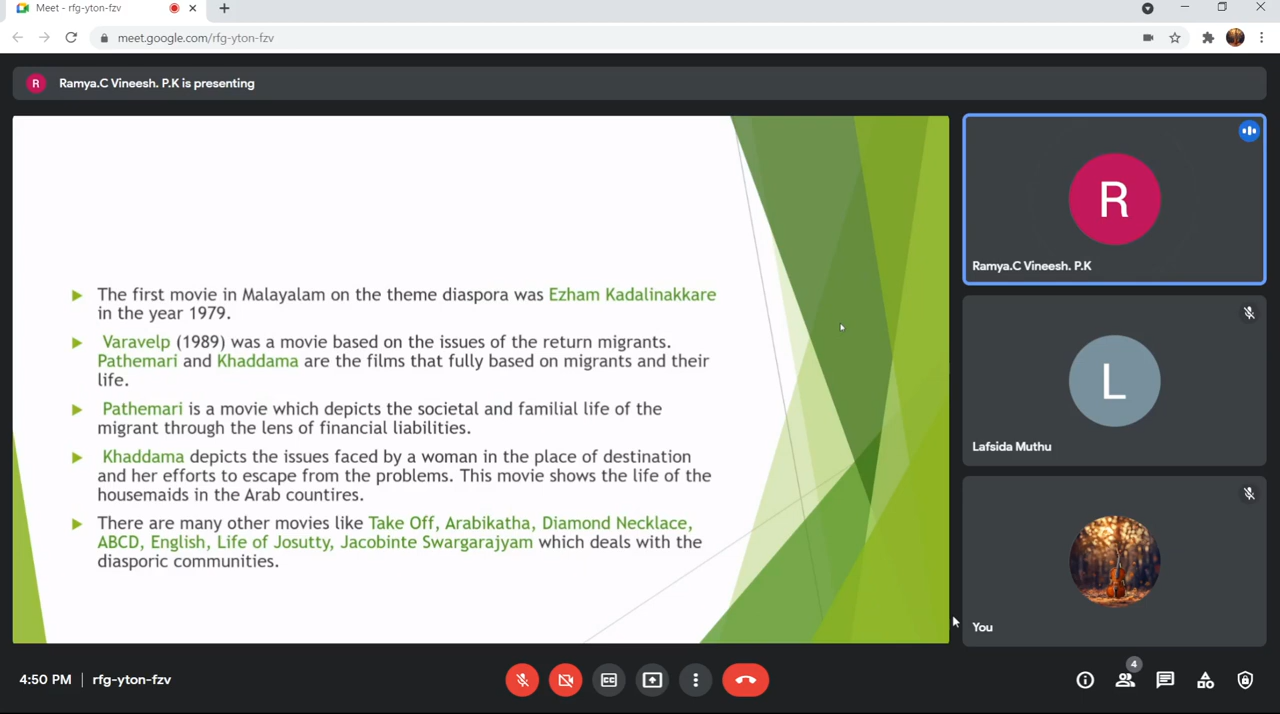 Meet - rfg-yton-fzv
meet.google.com/rfg-yton-fzv
R
Ramya.C Vineesh. P.K is presenting
The first movie in Malayalam on the theme diaspora was Ezham Kadalinakkare
in the year 1979.
Varavelp (1989) was a movie based on the issues of the return migrants.
Pathemari and Khaddama are the films that fully based on migrants and their
life.
Pathemari is a movie which depicts the societal and familial life of the
migrant through the lens of financial liabilities.
Khaddama depicts the issues faced by a woman in the place of destination
and her efforts to escape from the problems. This movie shows the life of the
housemaids in the Arab countires.
There are many other movies like Take Off, Arabikatha, Diamond Necklace,
ABCD, English, Life of Josutty, Jacobinte Swargarajyam which deals with the
diasporic communities.
R
Ramya.C Vineesh. P.K
L
Lafsida Muthu
You
4:50 PM | rfg-yton-fzv
CC
4